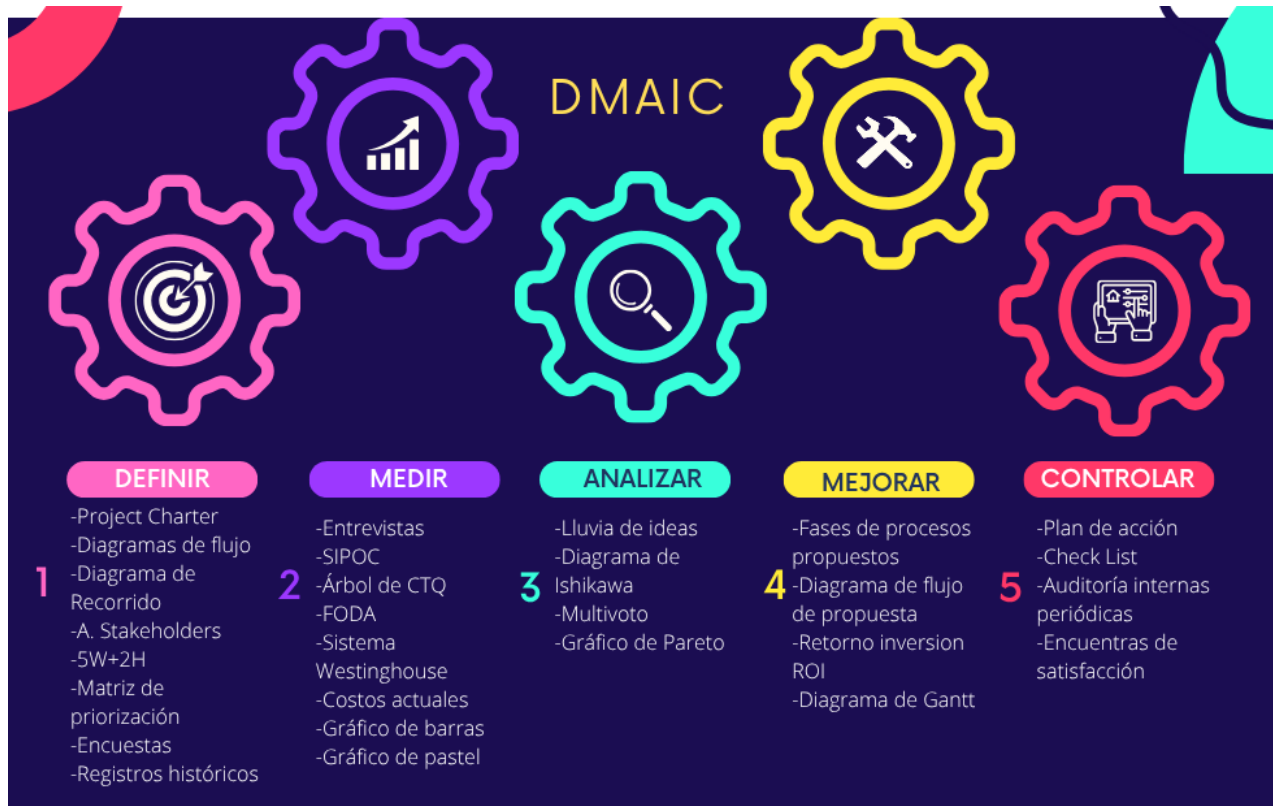 DMAIC
DEFINIR
1
-Project Charter
-Diagramas de flujo
-Diagrama de
Recorrido
-A. Stakeholders
-5W+2H
-Matriz de
priorización
-Encuestas
-Registros históricos
MEDIR
2
-Entrevistas
-SIPOC
-Árbol de CTQ
-FODA
-Sistema
Westinghouse
-Costos actuales
-Gráfico de barras
-Gráfico de pastel
ANALIZAR
3
-Lluvia de ideas
-Diagrama de
Ishikawa
-Multivoto
-Gráfico de Pareto
MEJORAR
4
-Fases de procesos
propuestos
-Diagrama de flujo
de propuesta
-Retorno inversion
ROI
-Diagrama de Gantt
CONTROLAR
5
-Plan de acción
-Check List
-Auditoría internas
periódicas
-Encuentras de
satisfacción